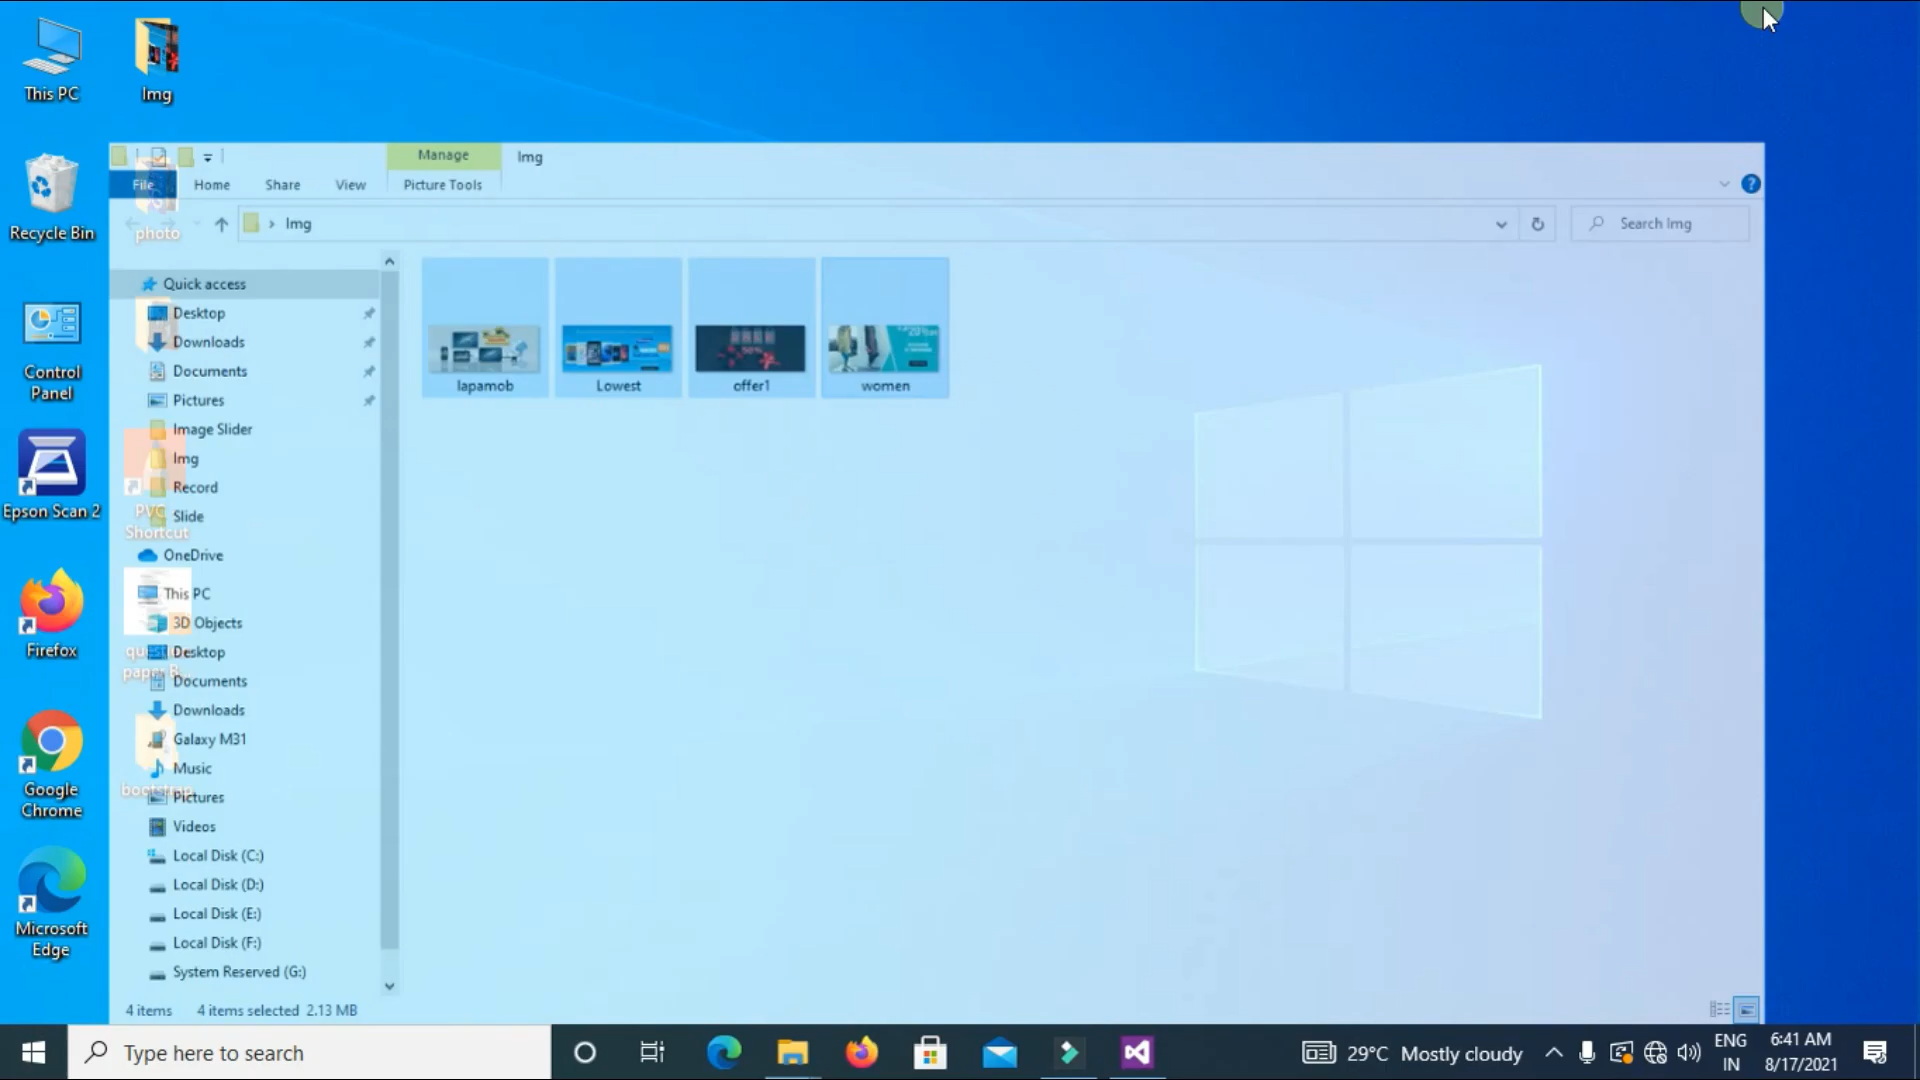 This PC
Img
Recycle Bin
Control
Panel
Epson Scan 2
Firefox
Google
Chrome
Microsoft
Edge
photo
PVC
Shortcut
paper B
bootstrap
Manage
Img
File
Home
Share
View
Picture Tools
Img
Search Img
Quick access
Desktop
Downloads
Documents
Pictures
Image Slider
Img
Record
Slide
OneDrive
This PC
3D Objects
Desktop
Documents
Downloads
Galaxy M31
Music
Pictures
Videos
Local Disk (C:)
Local Disk (D:)
Local Disk (E:)
Local Disk (F:)
System Reserved (G:)
lapamob
Lowest
offer1
women
4 items
4 items selected 2.13 MB
Type here to search
29°C Mostly cloudy
ENG
IN
6:41 AM
8/17/2021